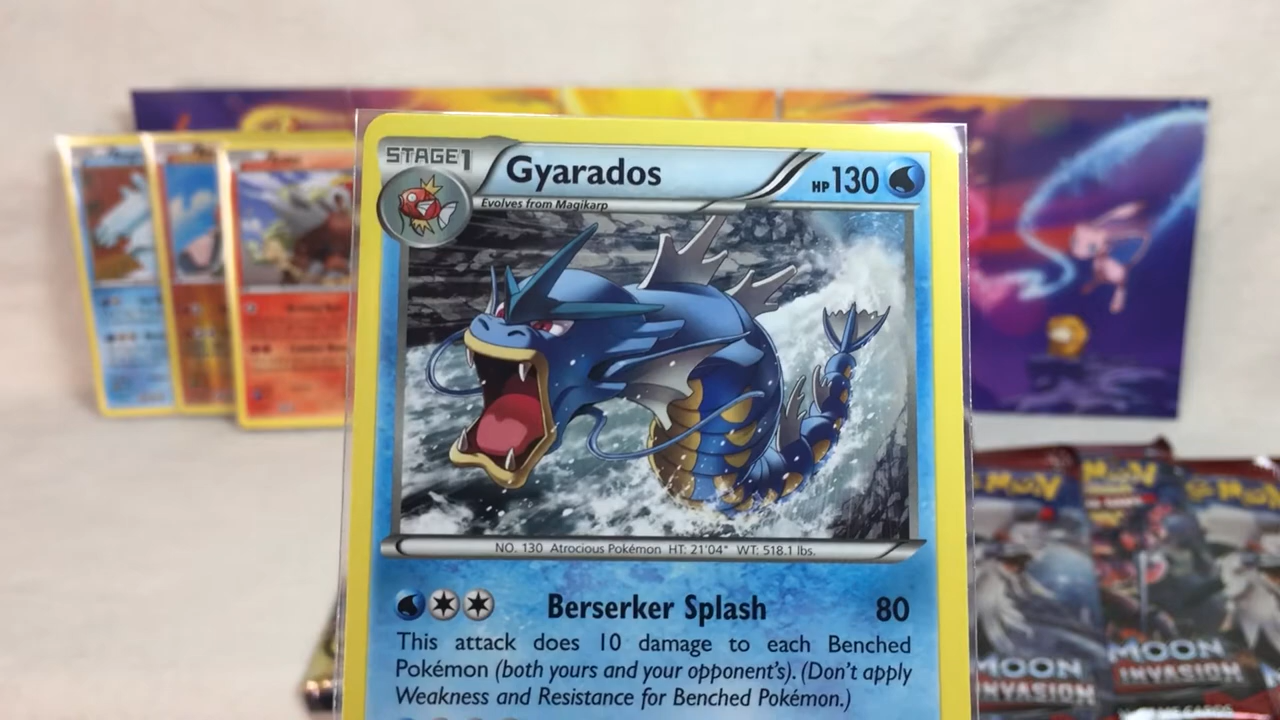 STAGE1
Gyarados
HP 130
Evolves from Magikarp
NO. 130 Atrocious Pokémon HT: 21'04" WT: 518.1 lbs.
Berserker Splash 80
This attack does 10 damage to each Benched
Pokémon (both yours and your opponent's). (Don't apply
Weakness and Resistance for Benched Pokémon.)
MOON
INVASION
MOON
INVASION